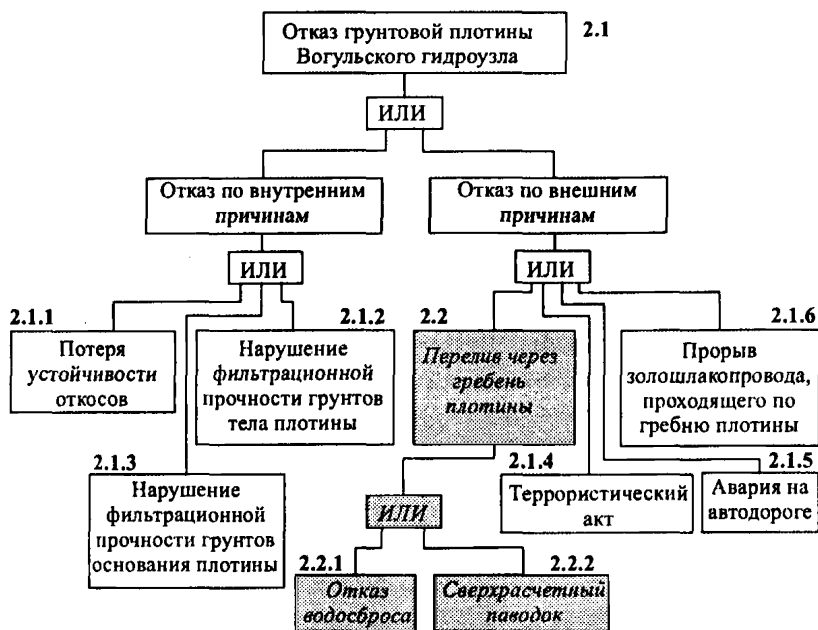 Отказ грунтовой плотины
Вогульского гидроузла
2.1
ИЛИ
Отказ по внутренним
причинам
Отказ по внешним
причинам
ИЛИ
ИЛИ
2.1.1
Потеря
устойчивости
откосов
2.1.2
Нарушение
фильтрационной
прочности грунтов
тела плотины
2.2
Перелив через
гребень
плотины
2.1.6
Прорыв
золошлакопровода,
проходящего по
гребню плотины
2.1.3
Нарушение
фильтрационной
прочности грунтов
основания плотины
2.1.4
Террористический
акт
2.1.5
Авария на
автодороге
ИЛИ
2.2.1
Отказ
водосброса
2.2.2
Сверхрасчетный
паводок